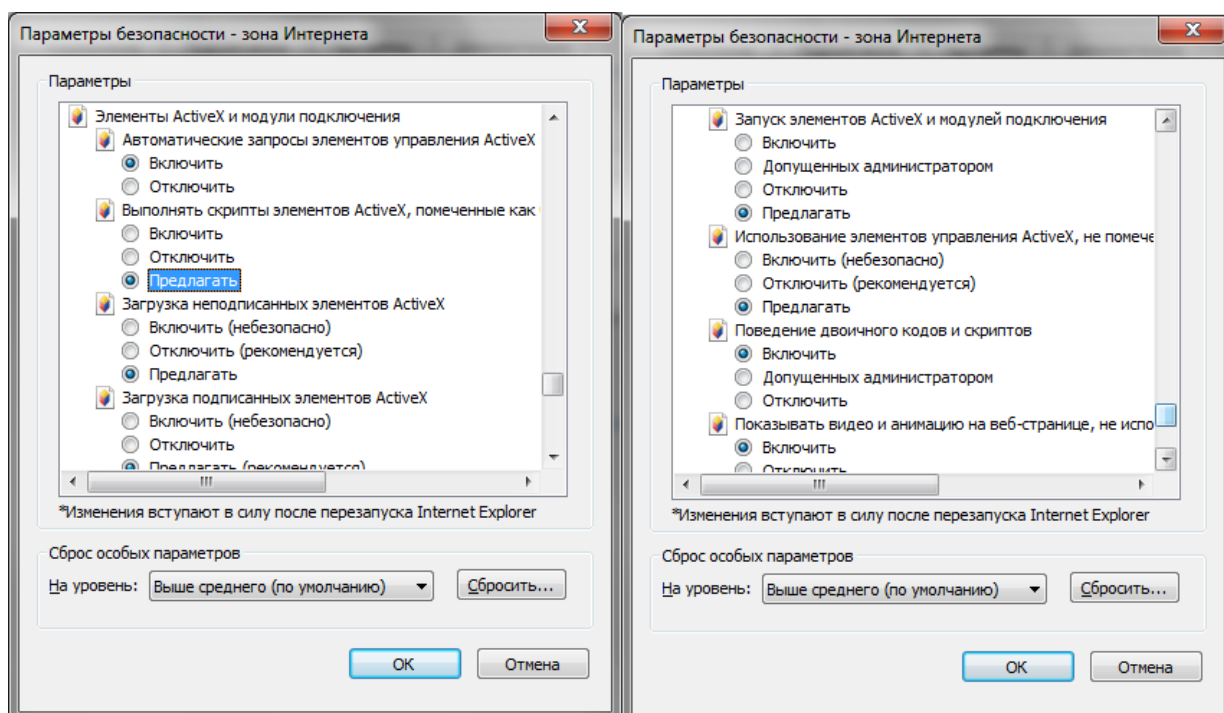 Параметры безопасности - зона Интернета
Параметры
Элементы ActiveX и модули подключения
Автоматические запросы элементов управления ActiveX
Включить
Отключить
Выполнять скрипты элементов ActiveX, помеченные как
Включить
Отключить
Предлагать
Загрузка неподписанных элементов ActiveX
Включить (небезопасно)
Отключить (рекомендуется)
Предлагать
Загрузка подписанных элементов ActiveX
Включить (небезопасно)
Отключить
Предлагать (рекомендуется)
*Изменения вступают в силу после перезапуска Internet Explorer
Сброс особых параметров
На уровень: Выше среднего (по умолчанию) Сбросить...
ОК Отмена
Параметры безопасности - зона Интернета
Параметры
Запуск элементов ActiveX и модулей подключения
Включить
Допущенных администратором
Отключить
Предлагать
Использование элементов управления ActiveX, не помече
Включить (небезопасно)
Отключить (рекомендуется)
Предлагать
Поведение двоичного кодов и скриптов
Включить
Допущенных администратором
Отключить
Показывать видео и анимацию на веб-странице, не испо
Включить
Отключить
*Изменения вступают в силу после перезапуска Internet Explorer
Сброс особых параметров
На уровень: Выше среднего (по умолчанию) Сбросить...
ОК Отмена